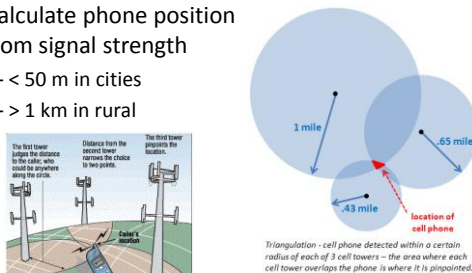 alculate phone position
om signal strength
- < 50 m in cities
- > 1 km in rural
The first tower
judges the distance
to the caller, who
could be anywhere
along the circle.
Distance from the
second tower
narrows the choice
to two points.
The third tower
pinpoints the
location.
Caller's
location
1 mile
.65 mile
.43 mile
location of
cell phone
Triangulation - cell phone detected within a certain
radius of each of 3 cell towers – the area where each
cell tower overlaps the phone is where it is pinpointed.